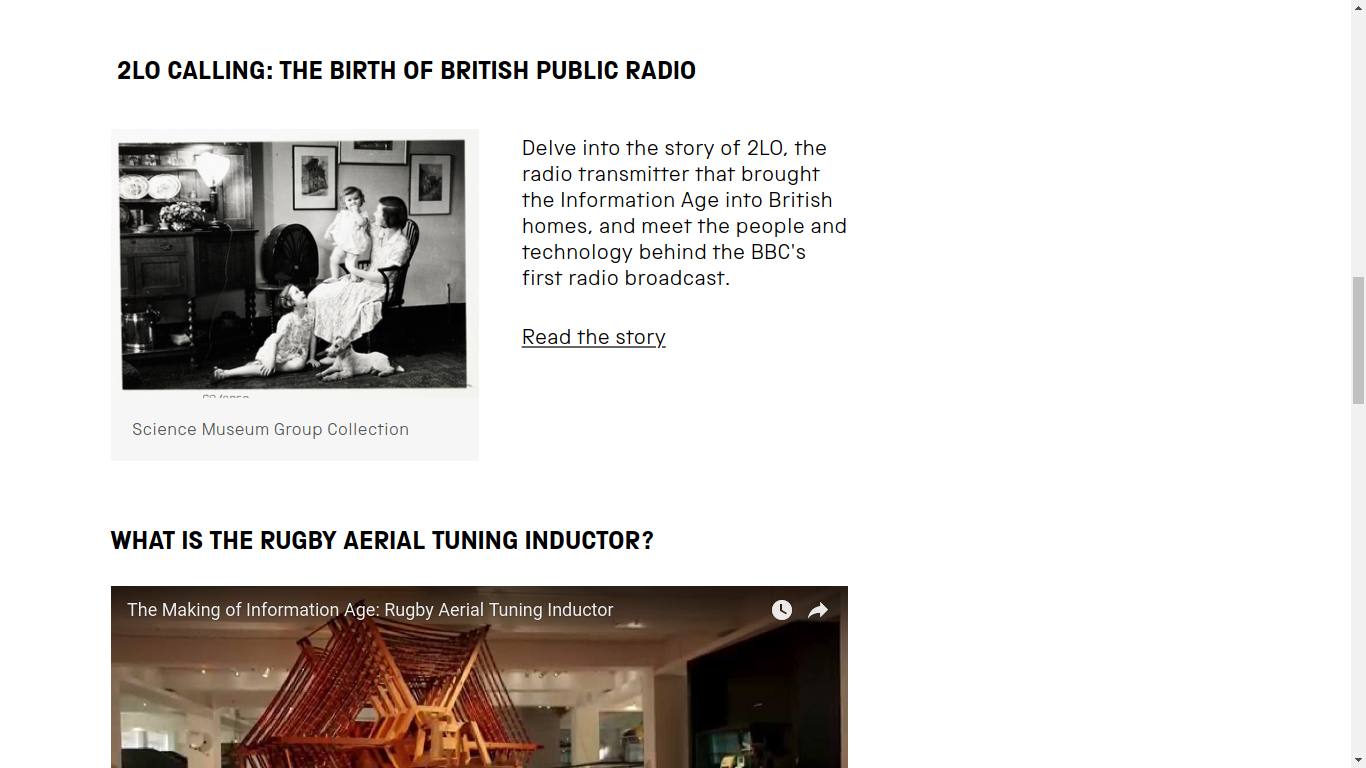 2LO CALLING: THE BIRTH OF BRITISH PUBLIC RADIO
Delve into the story of 2LO, the
radio transmitter that brought
the Information Age into British
homes, and meet the people and
technology behind the BBC's
first radio broadcast.
Read the story
Science Museum Group Collection
WHAT IS THE RUGBY AERIAL TUNING INDUCTOR?
The Making of Information Age: Rugby Aerial Tuning Inductor